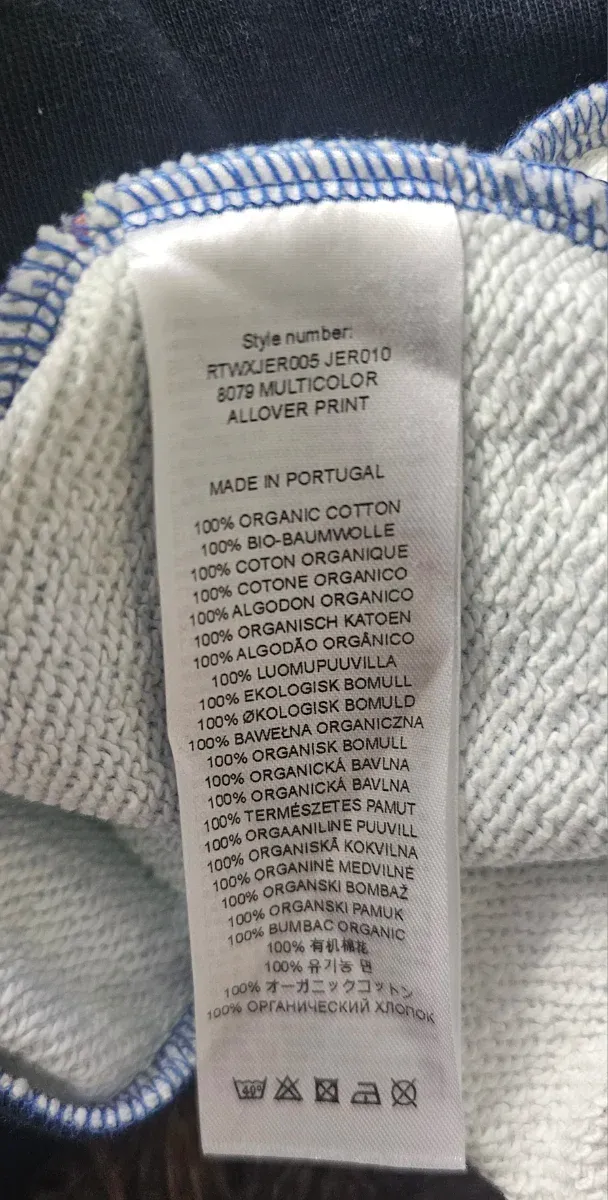 Style number:
RTWXJER005 JER010
8079 MULTICOLOR
ALLOVER PRINT
MADE IN PORTUGAL
100% ORGANIC COTTON
100% BIO-BAUMWOLLE
100% COTON ORGANIQUE
100% COTONE ORGANICO
100% ALGODON ORGANICO
100% ORGANISCH KATOEN
100% ALGODÃO ORGÂNICO
100% LUOMUPUUVILLA
100% EKOLOGISK BOMULL
100% ØKOLOGISK BOMULD
100% BAWEŁNA ORGANICZNA
100% ORGANISK BOMULL
100% ORGANICKÁ BAVLNA
100% ORGANICKÁ BAVLNA
100% TERMÉSZETES PAMUT
100% ORGAANILINE PUUVILL
100% ORGANISKĀ KOKVILNA
100% ORGANINĖ MEDVILNĖ
100% ORGANSKI BOMBAŽ
100% ORGANSKI PAMUK
100% BUMBAC ORGANIC
100% 有机棉花
100% 유기농 면
100% オーガニックコットン
100% ОРГАНИЧЕСКИЙ ХЛОПОК
40°